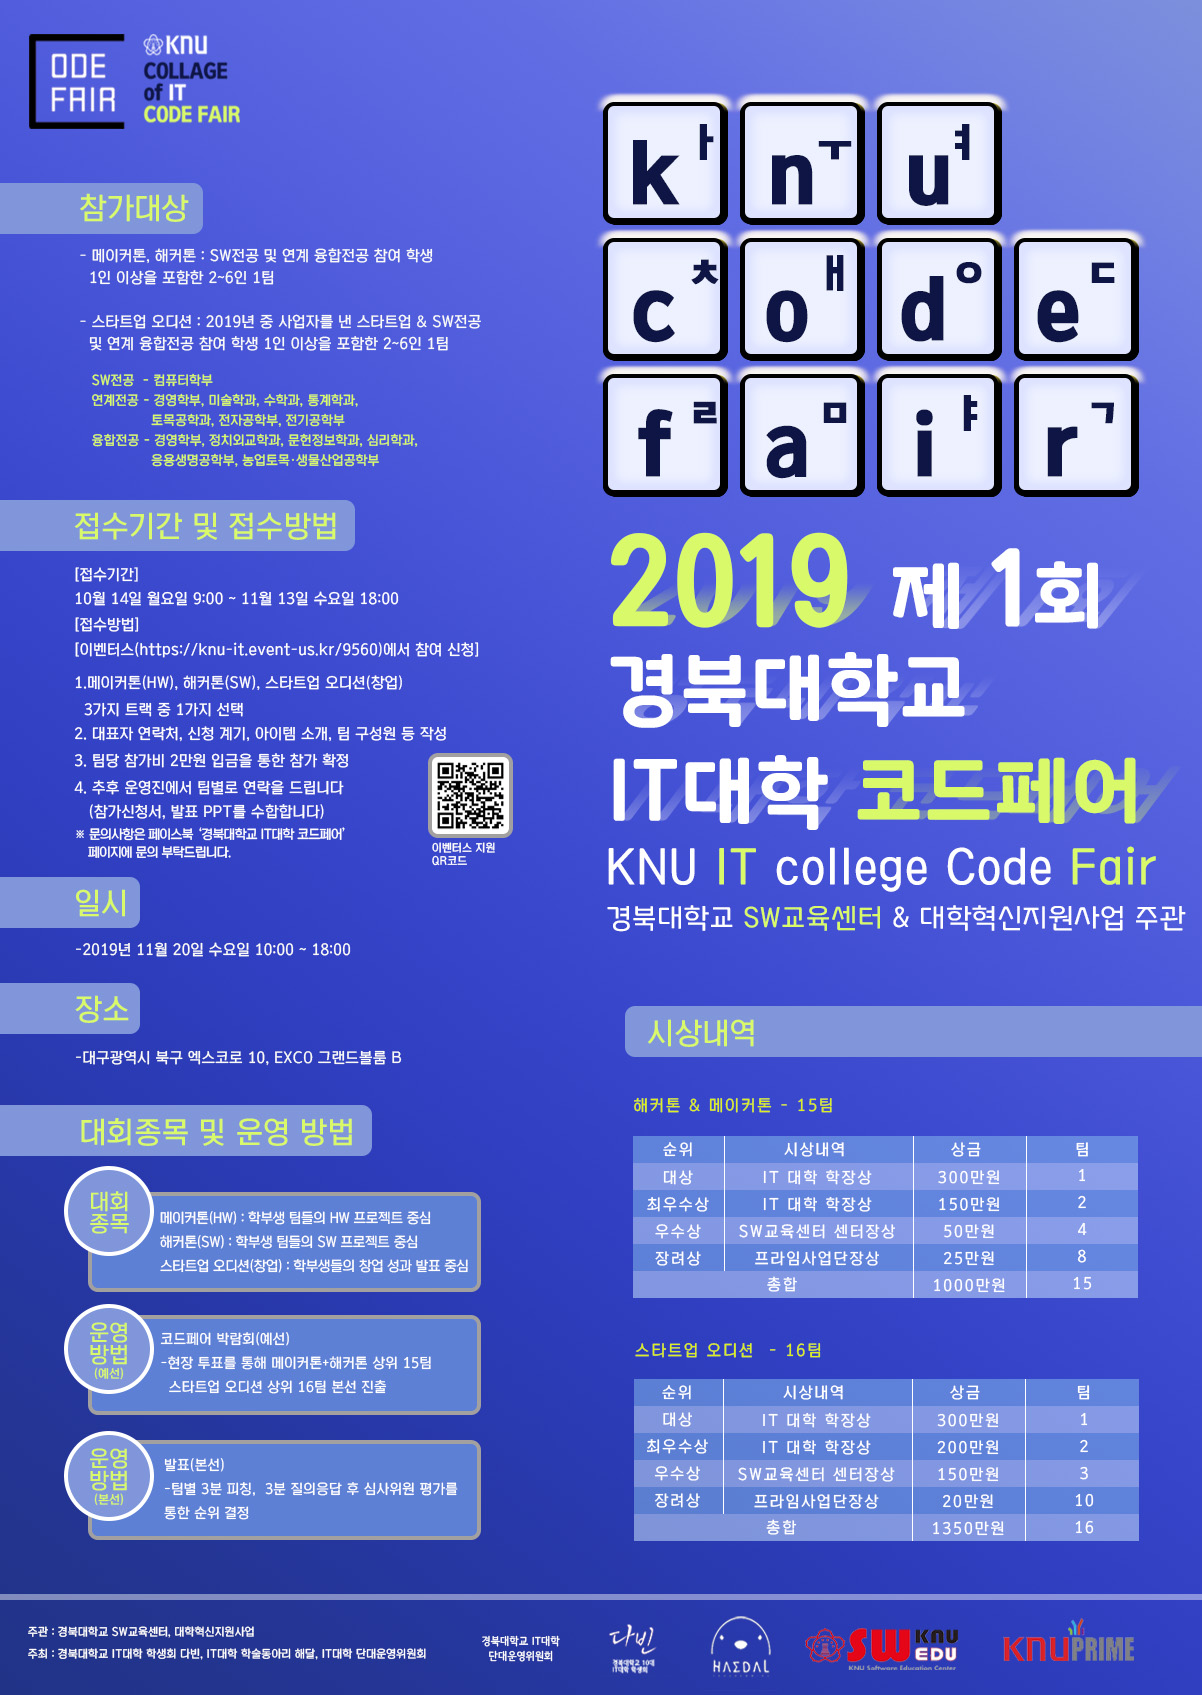 ODE
FAIR
KNU
COLLAGE
of IT
CODE FAIR
k ㅏ n ㅜ u ㅕ
c ㅊ o ㅐ d ㅇ e ㄷ
f ㄹ a ㅁ i ㅑ r ㄱ
2019 제 1회
경북대학교
IT대학 코드페어
KNU IT college Code Fair
경북대학교 SW교육센터 & 대학혁신지원사업 주관
참가대상
- 메이커톤, 해커톤 : SW전공 및 연계 융합전공 참여 학생
1인 이상을 포함한 2~6인 1팀
- 스타트업 오디션 : 2019년 중 사업자를 낸 스타트업 & SW전공
및 연계 융합전공 참여 학생 1인 이상을 포함한 2~6인 1팀
SW전공 - 컴퓨터학부
연계전공 - 경영학부, 미술학과, 수학과, 통계학과,
토목공학과, 전자공학부, 전기공학부
융합전공 - 경영학부, 정치외교학과, 문헌정보학과, 심리학과,
응용생명공학부, 농업토목·생물산업공학부
접수기간 및 접수방법
[접수기간]
10월 14일 월요일 9:00 ~ 11월 13일 수요일 18:00
[접수방법]
[이벤터스(https://knu-it.event-us.kr/9560)에서 참여 신청]
1.메이커톤(HW), 해커톤(SW), 스타트업 오디션(창업)
3가지 트랙 중 1가지 선택
2. 대표자 연락처, 신청 계기, 아이템 소개, 팀 구성원 등 작성
3. 팀당 참가비 2만원 입금을 통한 참가 확정
4. 추후 운영진에서 팀별로 연락을 드립니다
(참가신청서, 발표 PPT를 수합합니다)
※ 문의사항은 페이스북 '경북대학교 IT대학 코드페어'
페이지에 문의 부탁드립니다.
이벤터스 지원
QR코드
일시
-2019년 11월 20일 수요일 10:00 ~ 18:00
장소
-대구광역시 북구 엑스코로 10, EXCO 그랜드볼룸 B
대회종목 및 운영 방법
대회
종목
메이커톤(HW) : 학부생 팀들의 HW 프로젝트 중심
해커톤(SW) : 학부생 팀들의 SW 프로젝트 중심
스타트업 오디션(창업) : 학부생들의 창업 성과 발표 중심
운영
방법
(예선)
코드페어 박람회(예선)
-현장 투표를 통해 메이커톤+해커톤 상위 15팀
스타트업 오디션 상위 16팀 본선 진출
운영
방법
(본선)
발표(본선)
-팀별 3분 피칭, 3분 질의응답 후 심사위원 평가를
통한 순위 결정
시상내역
해커톤 & 메이커톤 - 15팀
순위 시상내역 상금 팀
대상 IT 대학 학장상 300만원 1
최우수상 IT 대학 학장상 150만원 2
우수상 SW교육센터 센터장상 50만원 4
장려상 프라임사업단장상 25만원 8
총합 1000만원 15
스타트업 오디션 - 16팀
순위 시상내역 상금 팀
대상 IT 대학 학장상 300만원 1
최우수상 IT 대학 학장상 200만원 2
우수상 SW교육센터 센터장상 150만원 3
장려상 프라임사업단장상 20만원 10
총합 1350만원 16
주관 : 경북대학교 SW교육센터, 대학혁신지원사업
주최 : 경북대학교 IT대학 학생회 다빈, IT대학 학술동아리 해달, IT대학 단대운영위원회
경북대학교 IT대학
단대운영위원회
다빈
경북대학교 10대
IT대학 학생회
HAEDAL
SW KNU
EDU
KNU Software Education Center
KNU PRIME